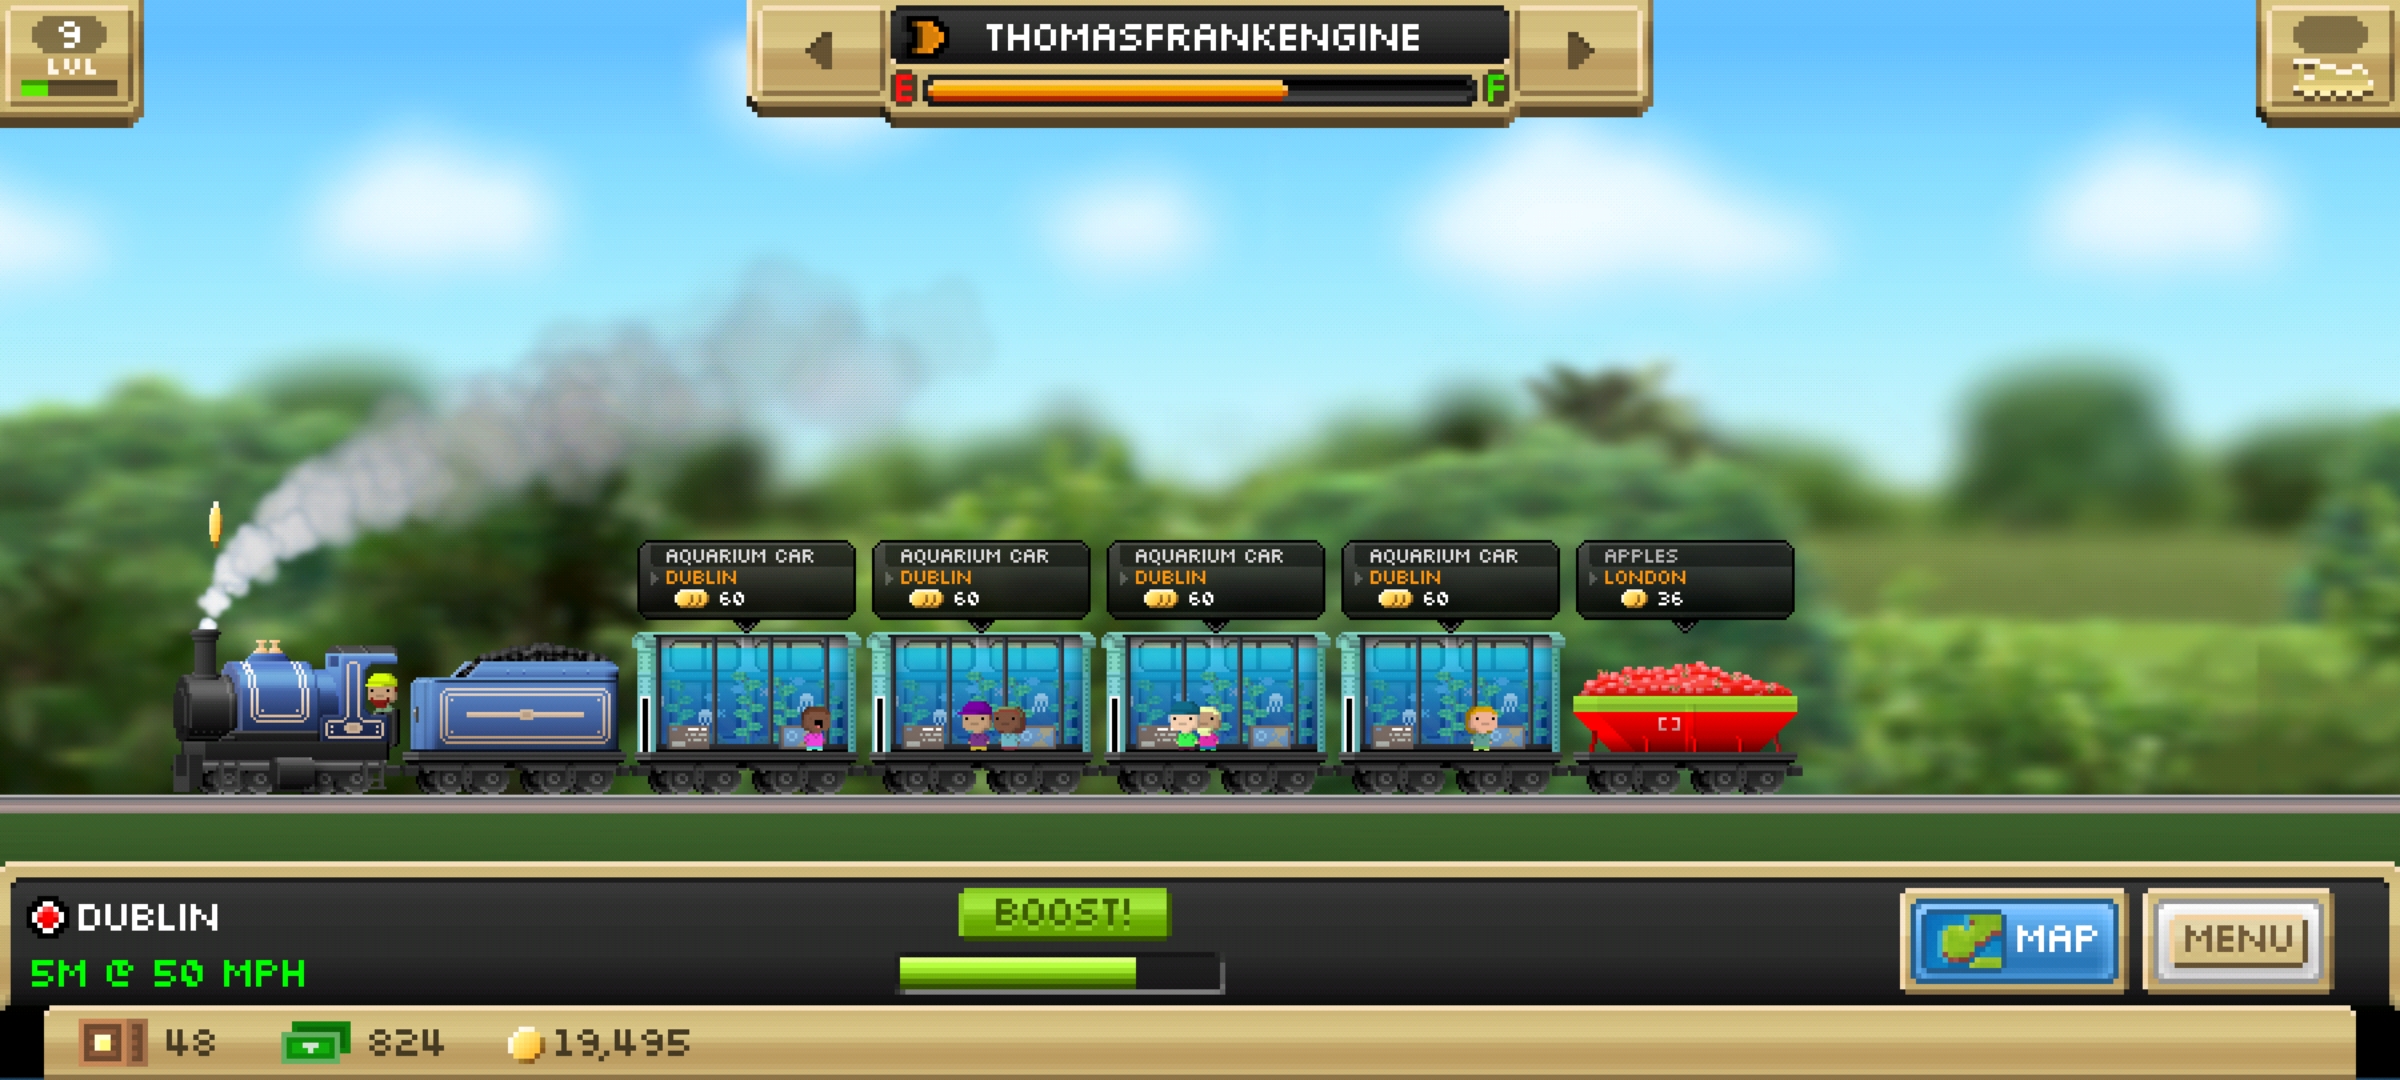 9
LVL
THOMASFRANKENGINE
E F
AQUARIUM CAR
DUBLIN
60
AQUARIUM CAR
DUBLIN
60
AQUARIUM CAR
DUBLIN
60
AQUARIUM CAR
DUBLIN
60
APPLES
LONDON
36
DUBLIN
5M @ 50 MPH
BOOST!
MAP
MENU
48
824
19,495